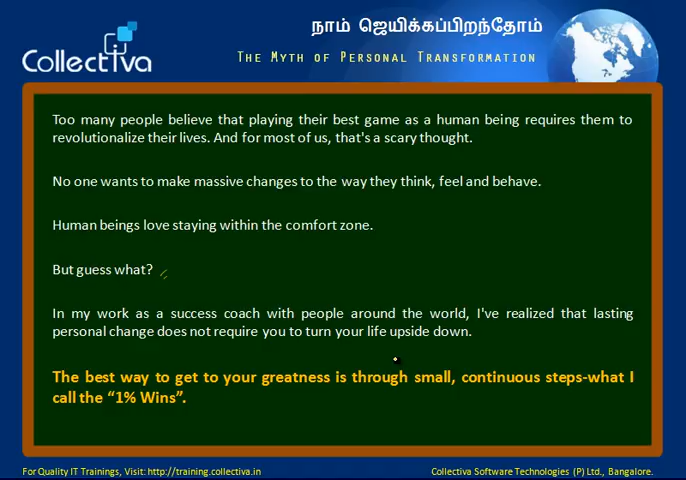 நாம் ஜெயிக்கப்பிறந்தோம்
Collectiva
The Myth of Personal Transformation
Too many people believe that playing their best game as a human being requires them to
revolutionalize their lives. And for most of us, that's a scary thought.
No one wants to make massive changes to the way they think, feel and behave.
Human beings love staying within the comfort zone.
But guess what?
In my work as a success coach with people around the world, I've realized that lasting
personal change does not require you to turn your life upside down.
The best way to get to your greatness is through small, continuous steps-what I
call the “1% Wins”.
For Quality IT Trainings, Visit: http://training.collectiva.in
Collectiva Software Technologies (P) Ltd., Bangalore.